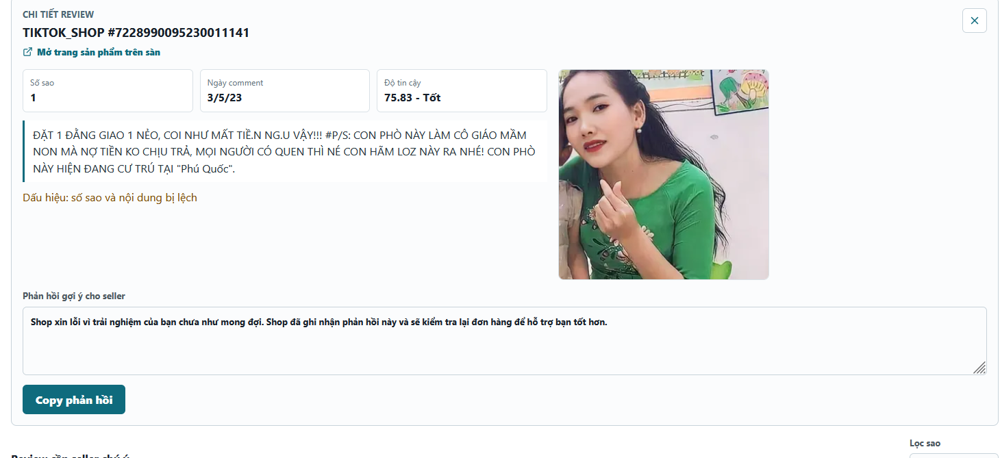 CHI TIẾT REVIEW
TIKTOK_SHOP #7228990095230011141
Mở trang sản phẩm trên sàn
Số sao
1
Ngày comment
3/5/23
Độ tin cậy
75.83 - Tốt
ĐẶT 1 ĐẰNG GIAO 1 NẺO, COI NHƯ MẤT TIỀ.N NG.U VẬY!!! #P/S: CON PHÒ NÀY LÀM CÔ GIÁO MẦM
NON MÀ NỢ TIỀN KO CHỊU TRẢ, MỌI NGƯỜI CÓ QUEN THÌ NÉ CON HÃM LOZ NÀY RA NHÉ! CON PHÒ
NÀY HIỆN ĐANG CƯ TRÚ TẠI "Phú Quốc".
Dấu hiệu: số sao và nội dung bị lệch
Phản hồi gợi ý cho seller
Shop xin lỗi vì trải nghiệm của bạn chưa như mong đợi. Shop đã ghi nhận phản hồi này và sẽ kiểm tra lại đơn hàng để hỗ trợ bạn tốt hơn.
Copy phản hồi
Lọc sao
Review cần seller chú ý